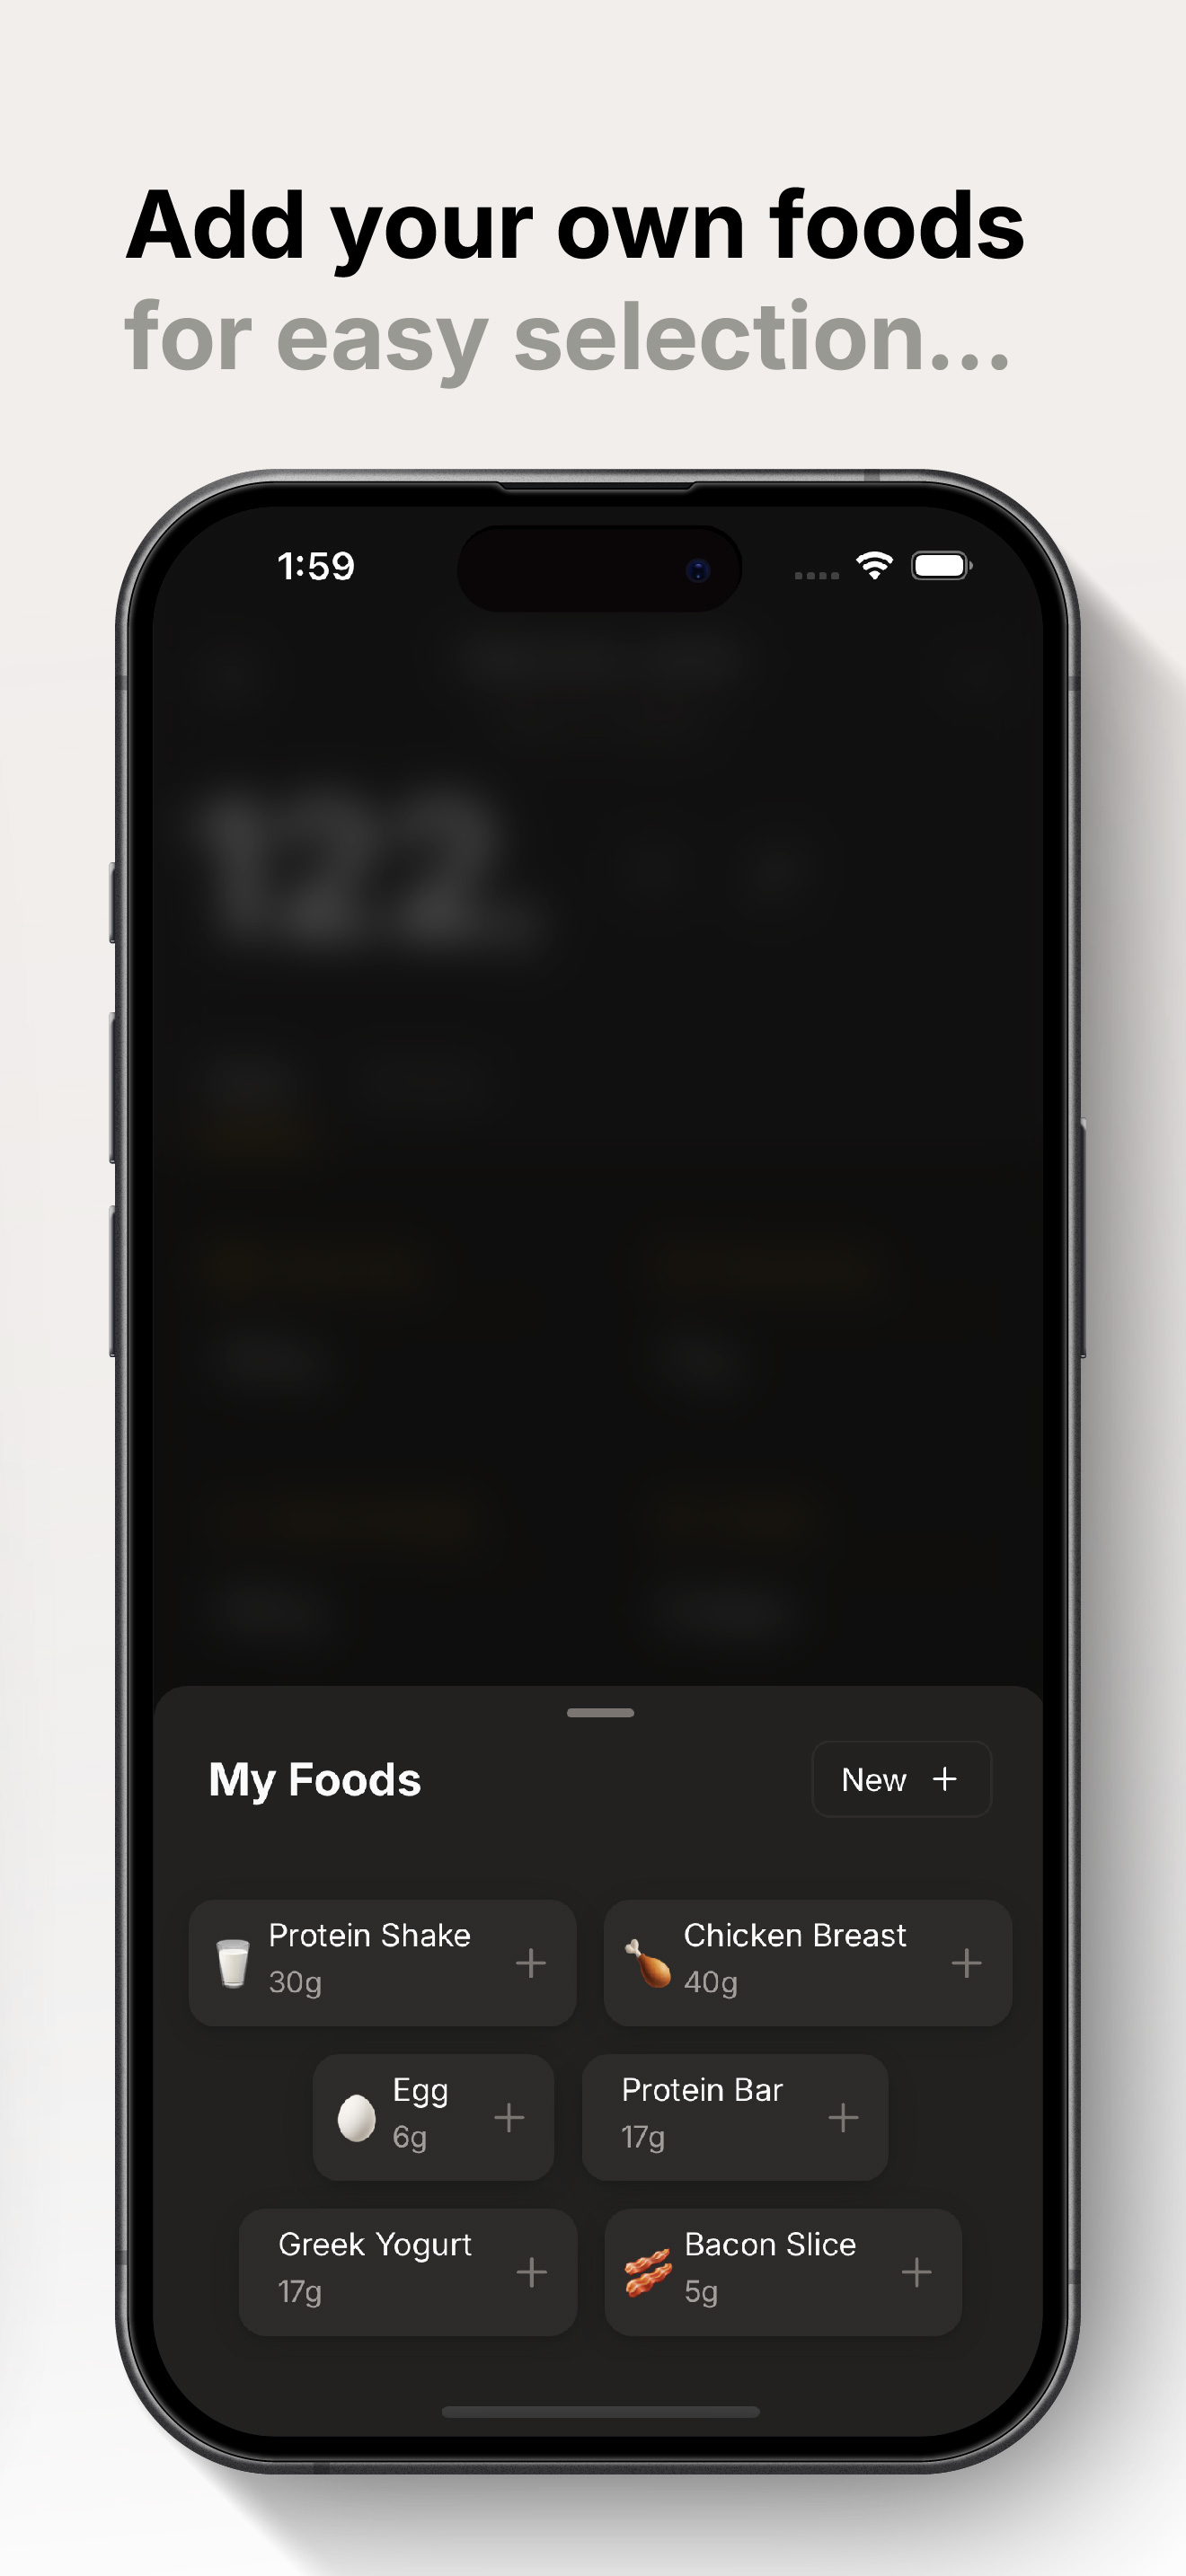 Add your own foods
for easy selection...
1:59
122
My Foods
New +
Protein Shake
30g
Chicken Breast
40g
Egg
6g
Protein Bar
17g
Greek Yogurt
17g
Bacon Slice
5g